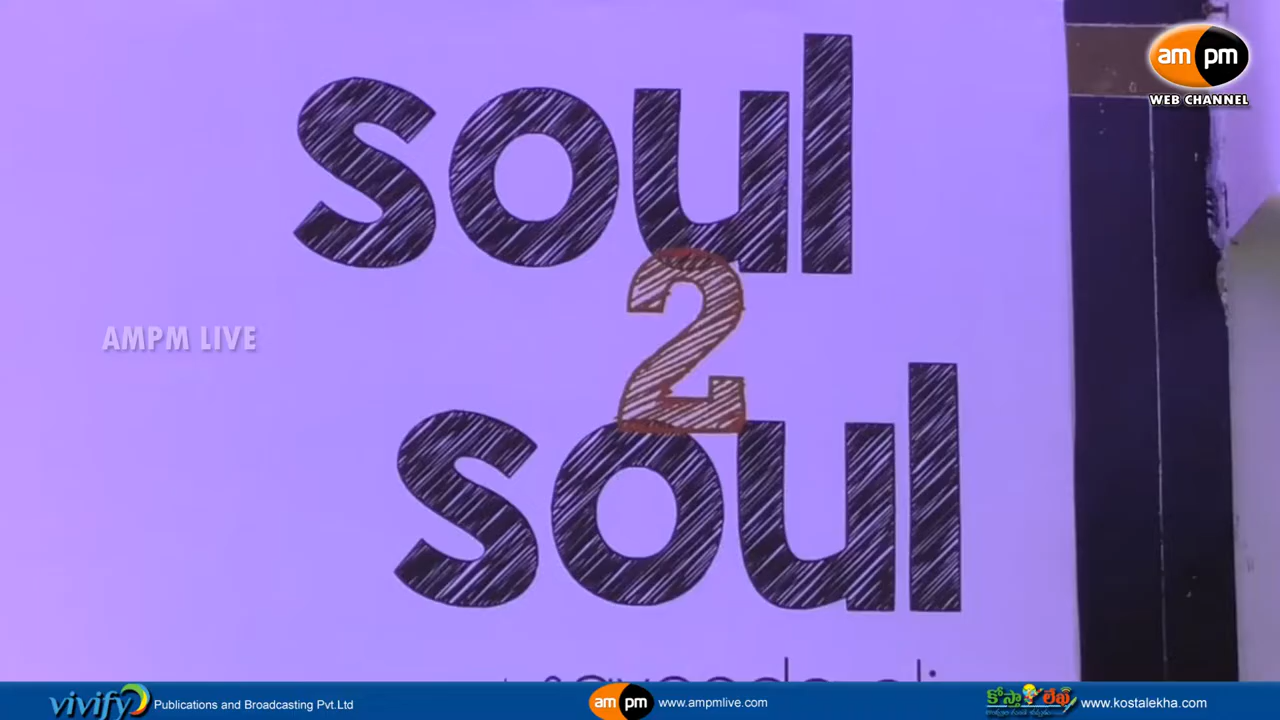 soul
2
soul
am pm
WEB CHANNEL
AMPM LIVE
vivify Publications and Broadcasting Pvt.Ltd
am pm www.ampmlive.com
కోస్తా లేఖ www.kostalekha.com